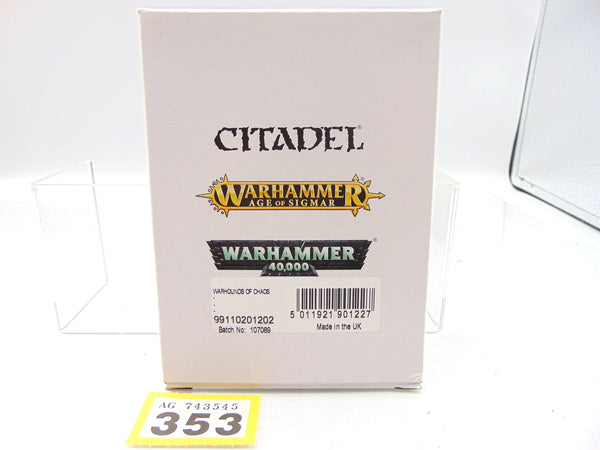 CITADEL®
WARHAMMER®
AGE OF SIGMAR
WARHAMMER®
40,000
WARHOUNDS OF CHAOS
99110201202
Batch No: 107089
5 011921 901227
Made in the UK
AG 743545
353